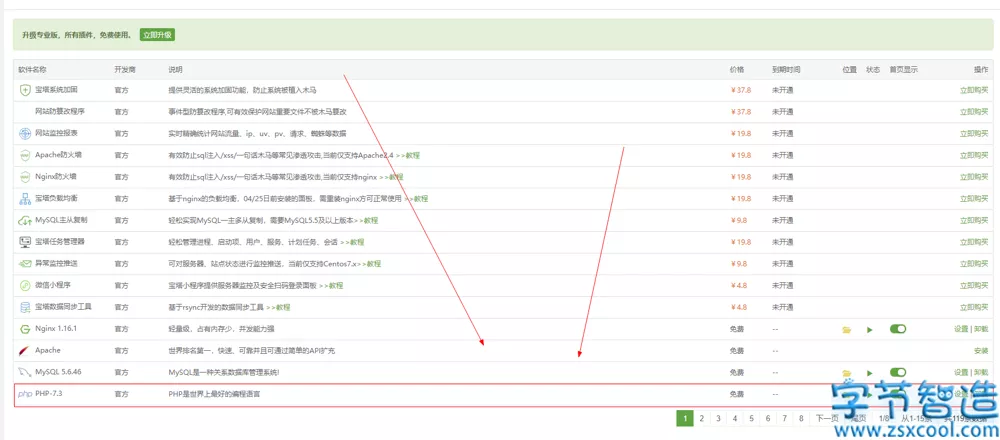 升级专业版，所有插件，免费使用。 立即升级
软件名称 开发商 说明 价格 到期时间 位置 状态 首页显示 操作
宝塔系统加固 官方 提供灵活的系统加固功能，防止系统被植入木马 ￥37.8 未开通 立即购买
网站防篡改程序 官方 事件型防篡改程序,可有效保护网站重要文件不被木马篡改 ￥37.8 未开通 立即购买
网站监控报表 官方 实时精确统计网站流量、ip、uv、pv、请求、蜘蛛等数据 ￥19.8 未开通 立即购买
Apache防火墙 官方 有效防止sql注入/xss/一句话木马等常见渗透攻击,当前仅支持Apache2.4 >>教程 ￥19.8 未开通 立即购买
Nginx防火墙 官方 有效防止sql注入/xss/一句话木马等常见渗透攻击,当前仅支持nginx >>教程 ￥19.8 未开通 立即购买
宝塔负载均衡 官方 基于nginx的负载均衡，04/25日前安装的面板，需重装nginx方可正常使用 >>教程 ￥19.8 未开通 立即购买
MySQL主从复制 官方 轻松实现MySQL一主多从复制，需要MySQL5.5及以上版本>>教程 ￥9.8 未开通 立即购买
宝塔任务管理器 官方 轻松管理进程、启动项、用户、服务、计划任务、会话 >>教程 ￥19.8 未开通 立即购买
异常监控推送 官方 可对服务器、站点状态进行监控推送，当前仅支持Centos7.x>>教程 ￥9.8 未开通 立即购买
微信小程序 官方 宝塔小程序提供服务器监控及安全扫码登录面板 >>教程 ￥4.8 未开通 立即购买
宝塔数据同步工具 官方 基于rsync开发的数据同步工具 >>教程 ￥4.8 未开通 立即购买
Nginx 1.16.1 官方 轻量级，占有内存少，并发能力强 免费 -- 设置 | 卸载
Apache 官方 世界排名第一，快速、可靠并且可通过简单的API扩充 免费 -- 安装
MySQL 5.6.46 官方 MySQL是一种关系数据库管理系统! 免费 -- 设置 | 卸载
php PHP-7.3 官方 PHP是世界上最好的编程语言 免费 -- 设置
1 2 3 4 5 6 7 8 下一页 尾页 1/8 从1-15条 共119条数据
字节智造
www.zsxcool.com